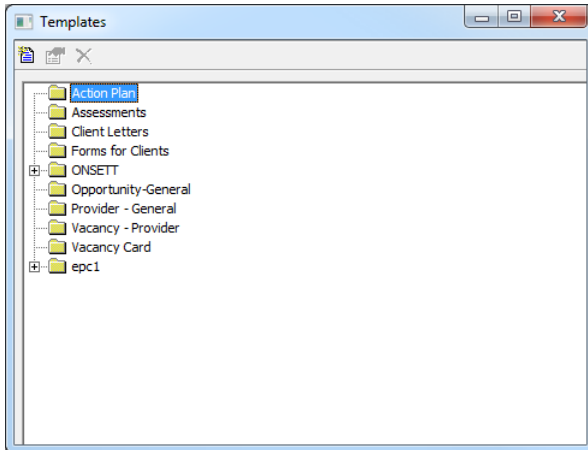 Templates
Action Plan
Assessments
Client Letters
Forms for Clients
ONSETT
Opportunity-General
Provider - General
Vacancy - Provider
Vacancy Card
epc1